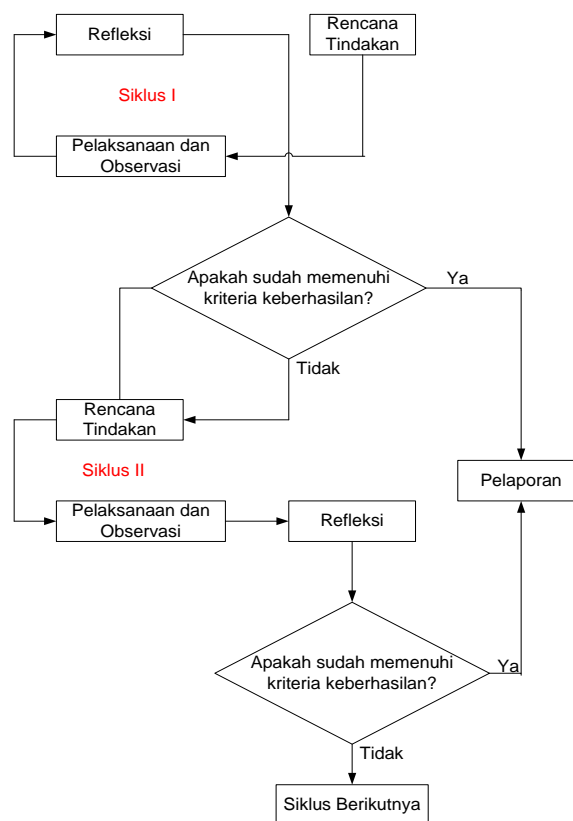 Refleksi
Rencana
Tindakan
Siklus I
Pelaksanaan dan
Observasi
Apakah sudah memenuhi
kriteria keberhasilan?
Ya
Tidak
Rencana
Tindakan
Siklus II
Pelaporan
Pelaksanaan dan
Observasi
Refleksi
Apakah sudah memenuhi
kriteria keberhasilan?
Ya
Tidak
Siklus Berikutnya